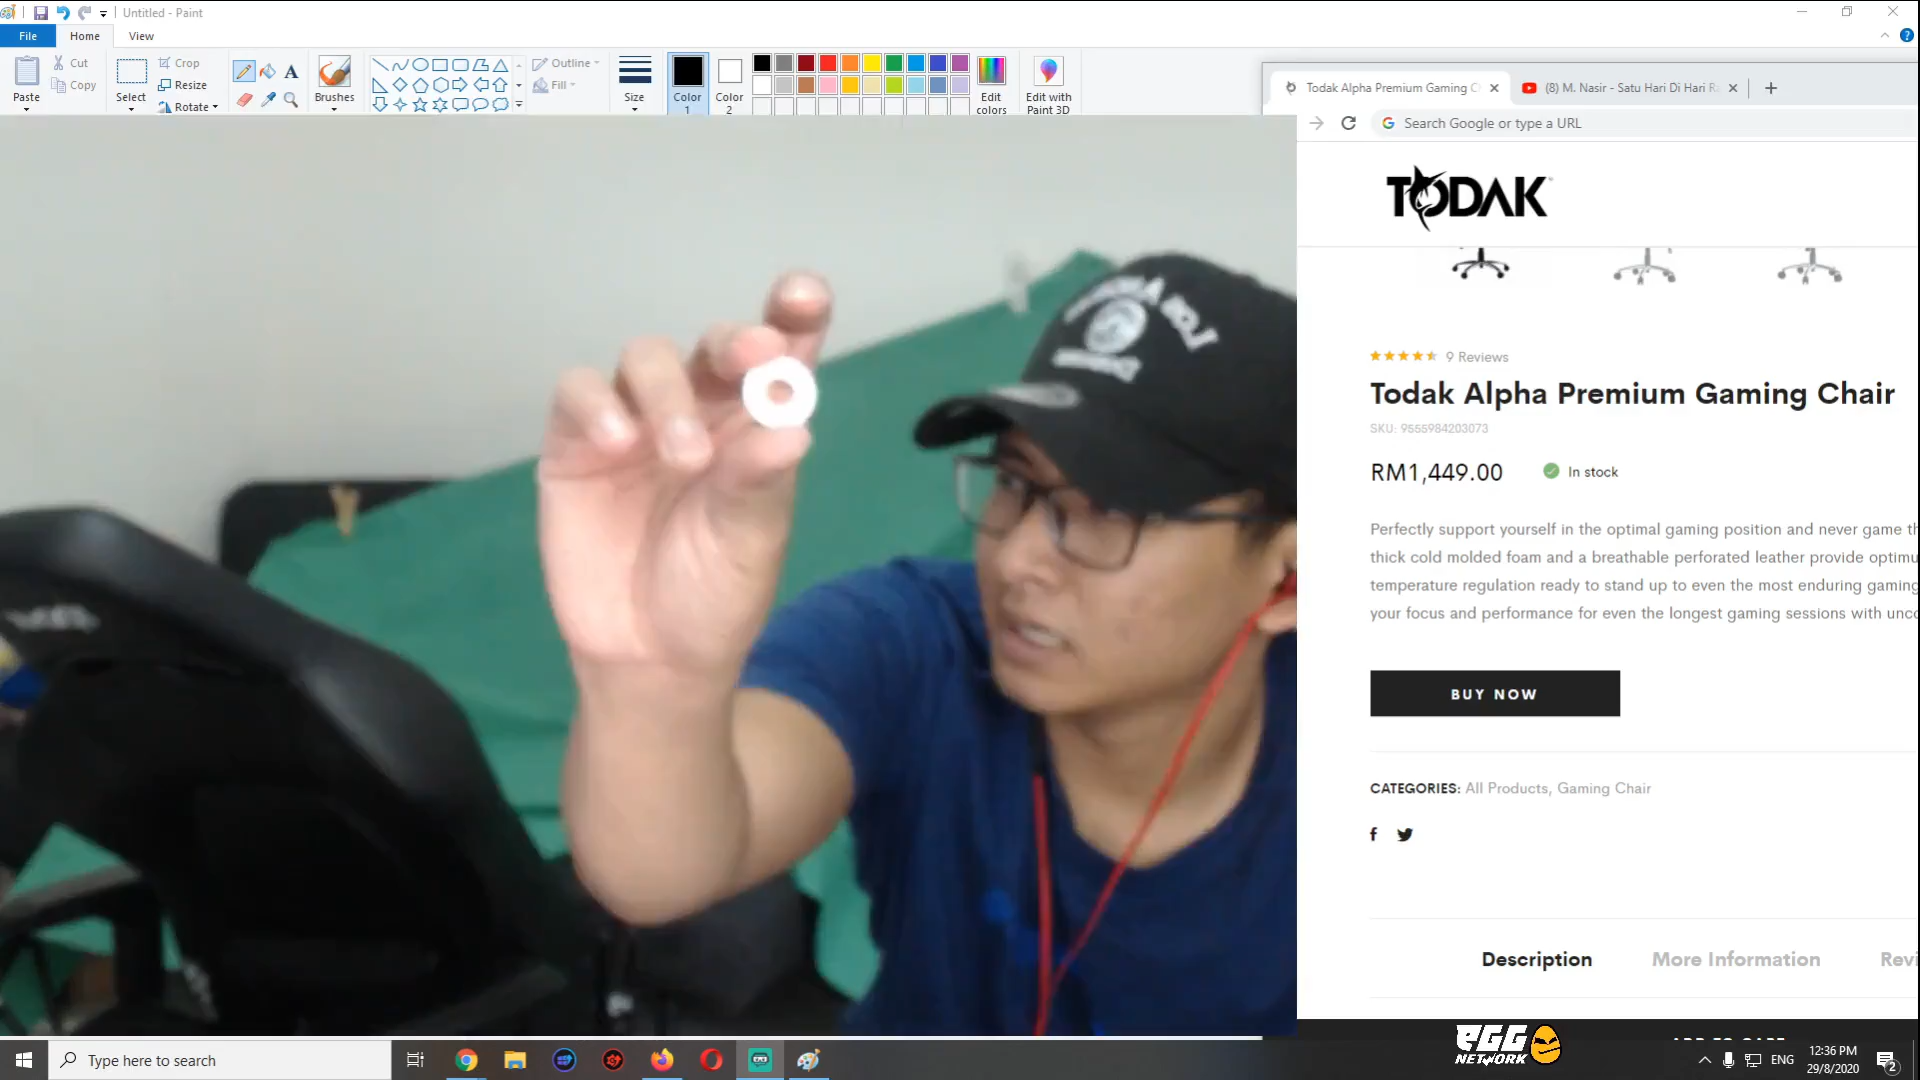 Untitled - Paint
File
Home
View
Paste
Cut
Copy
Select
Crop
Resize
Rotate
Brushes
Outline
Fill
Size
Color
1
Color
2
Edit
colors
Edit with
Paint 3D
Todak Alpha Premium Gaming C
(8) M. Nasir - Satu Hari Di Hari R
Search Google or type a URL
TODAK
Los A
9 Reviews
Todak Alpha Premium Gaming Chair
SKU: 9555984203073
RM1,449.00
In stock
Perfectly support yourself in the optimal gaming position and never game th
thick cold molded foam and a breathable perforated leather provide optimu
temperature regulation ready to stand up to even the most enduring gaming
your focus and performance for even the longest gaming sessions with unco
BUY NOW
CATEGORIES: All Products, Gaming Chair
Description
More Information
Revi
EGG
NETWORK
Type here to search
ENG
12:36 PM
29/8/2020
2